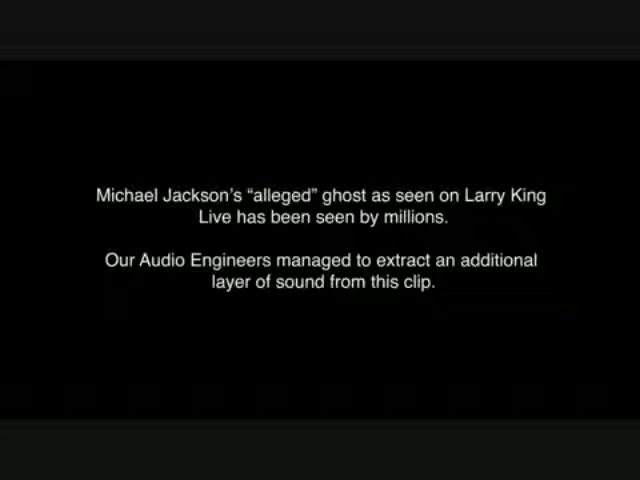 Michael Jackson's “alleged” ghost as seen on Larry King
Live has been seen by millions.
Our Audio Engineers managed to extract an additional
layer of sound from this clip.